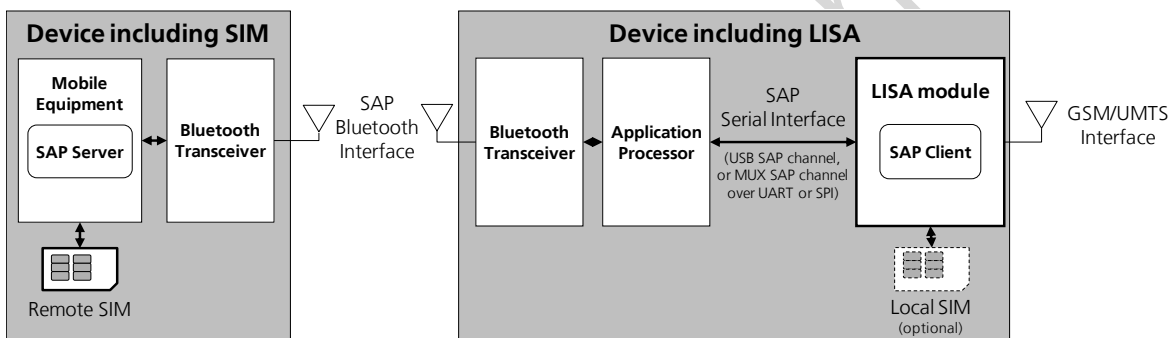 Device including SIM
Mobile
Equipment
SAP Server
Bluetooth
Transceiver
Remote SIM
SAP
Bluetooth
Interface
Device including LISA
Bluetooth
Transceiver
Application
Processor
SAP
Serial Interface
(USB SAP channel,
or MUX SAP channel
over UART or SPI)
LISA module
SAP Client
Local SIM
(optional)
GSM/UMTS
Interface